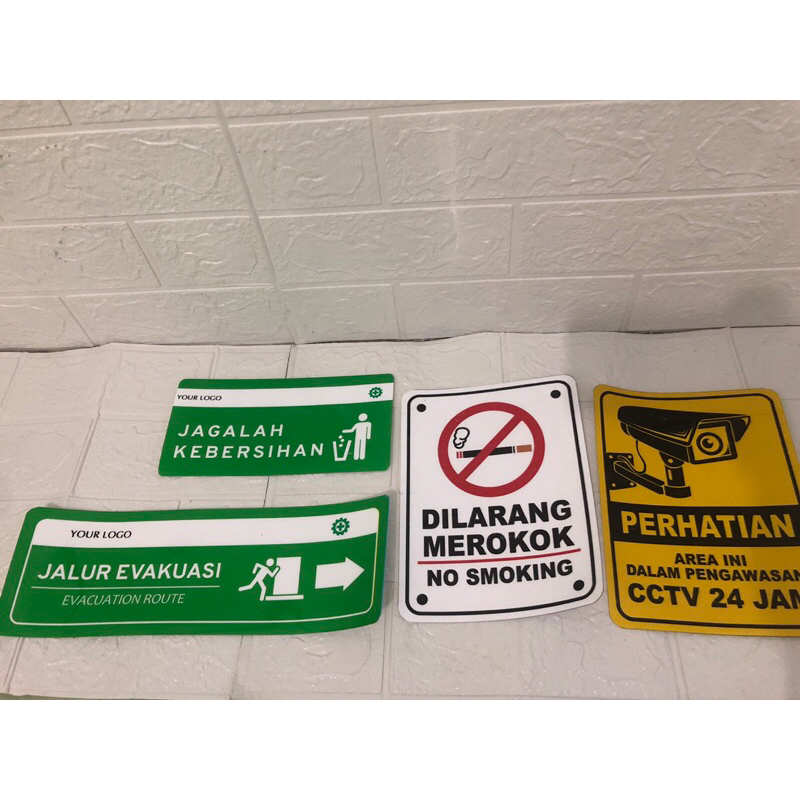 YOUR LOGO
JAGALAH
KEBERSIHAN
YOUR LOGO
JALUR EVAKUASI
EVACUATION ROUTE
DILARANG
MEROKOK
NO SMOKING
PERHATIAN
AREA INI
DALAM PENGAWASAN
CCTV 24 JAM